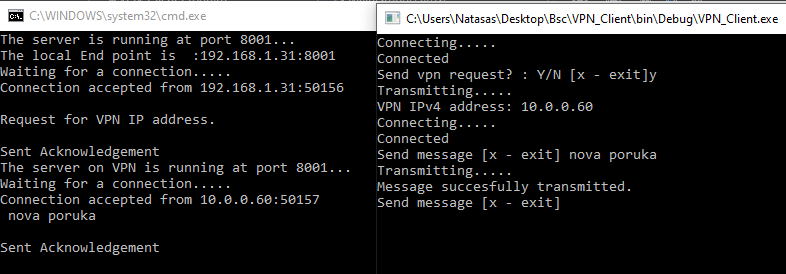 C:\WINDOWS\system32\cmd.exe
The server is running at port 8001...
The local End point is  :192.168.1.31:8001
Waiting for a connection.....
Connection accepted from 192.168.1.31:50156
Request for VPN IP address.
Sent Acknowledgement
The server on VPN is running at port 8001...
Waiting for a connection.....
Connection accepted from 10.0.0.60:50157
 nova poruka
Sent Acknowledgement
C:\Users\Natasas\Desktop\Bsc\VPN_Client\bin\Debug\VPN_Client.exe
Connecting.....
Connected
Send vpn request? : Y/N [x - exit]y
Transmitting.....
VPN IPv4 address: 10.0.0.60
Connecting.....
Connected
Send message [x - exit] nova poruka
Transmitting.....
Message succesfully transmitted.
Send message [x - exit]